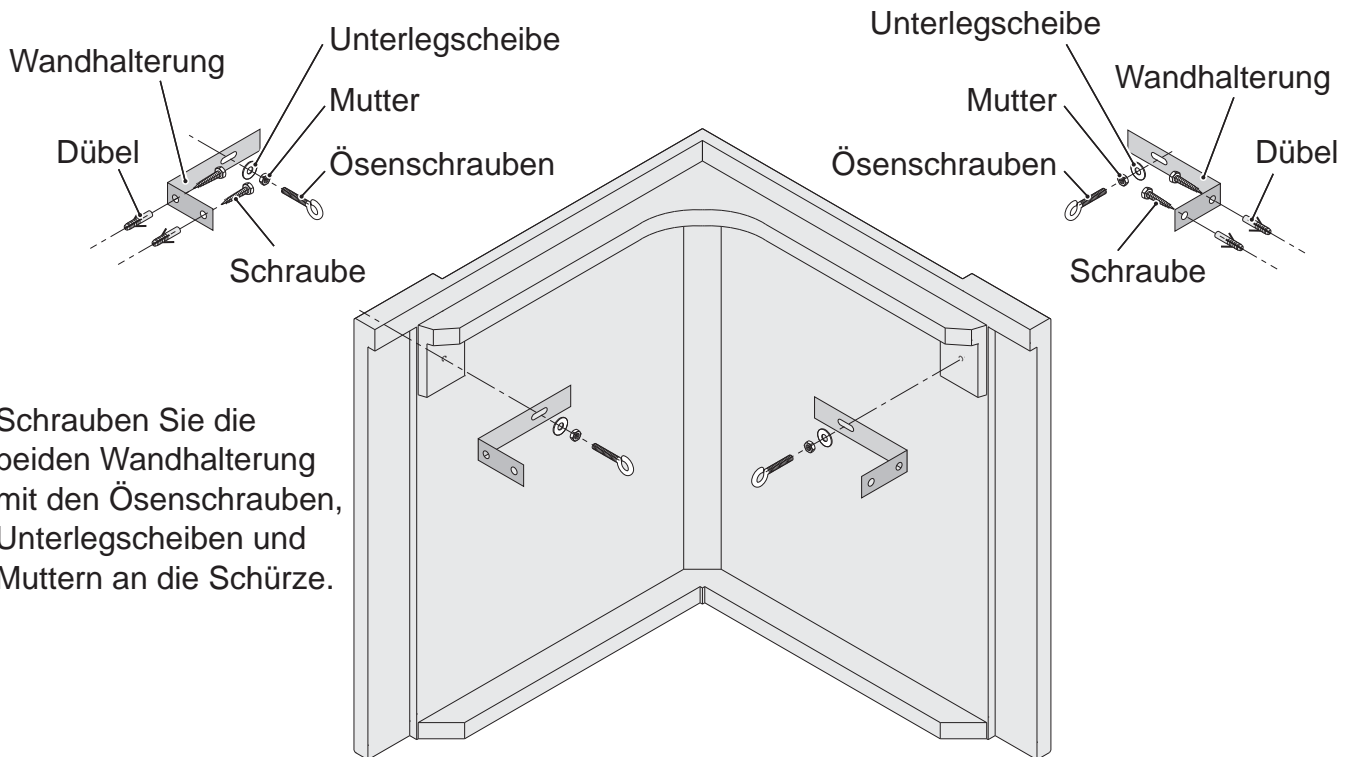 Unterlegscheibe
Wandhalterung
Mutter
Dübel
Ösenschrauben
Schraube
Unterlegscheibe
Wandhalterung
Mutter
Dübel
Ösenschrauben
Schraube
Schrauben Sie die
beiden Wandhalterung
mit den Ösenschrauben,
Unterlegscheiben und
Muttern an die Schürze.